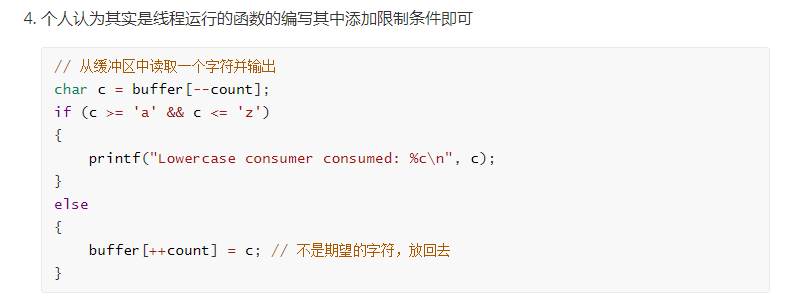 4. 个人认为其实是线程运行的函数的编写其中添加限制条件即可
// 从缓冲区中读取一个字符并输出
char c = buffer[--count];
if (c >= 'a' && c <= 'z')
{
    printf("Lowercase consumer consumed: %c\n", c);
}
else
{
    buffer[++count] = c; // 不是期望的字符，放回去
}